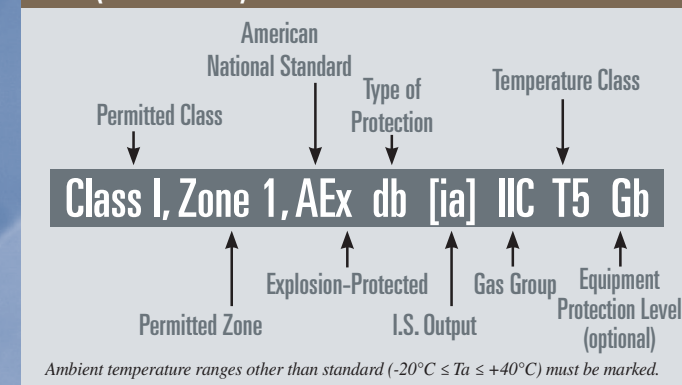 American
National Standard
Type of
Protection
Temperature Class
Permitted Class
Class I, Zone 1, AEx db [ia] IIC T5 Gb
Explosion-Protected
Gas Group
Equipment
Protection Level
(optional)
Permitted Zone
I.S. Output
Ambient temperature ranges other than standard (-20°C ≤ Ta ≤ +40°C) must be marked.